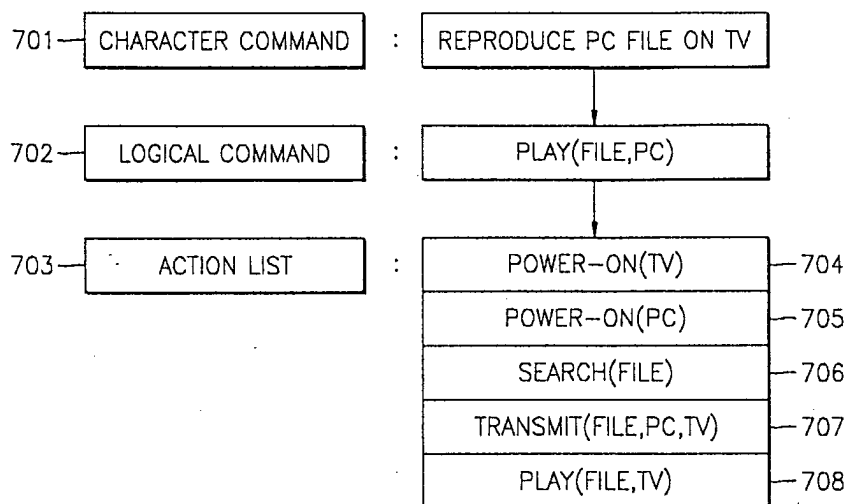 701 CHARACTER COMMAND : REPRODUCE PC FILE ON TV
702 LOGICAL COMMAND : PLAY(FILE,PC)
703 ACTION LIST : POWER-ON(TV) 704
POWER-ON(PC) 705
SEARCH(FILE) 706
TRANSMIT(FILE,PC,TV) 707
PLAY(FILE,TV) 708